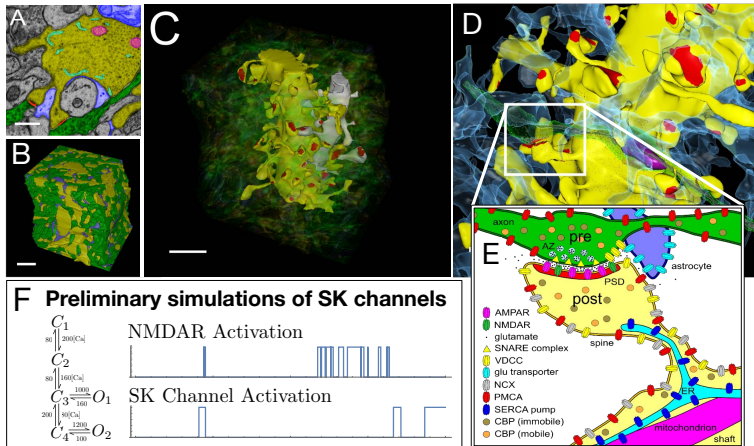 A
B
C
D
axon
pre
AZ
E
astrocyte
PSD
post
spine
AMPAR
NMDAR
glutamate
SNARE complex
VDCC
glu transporter
NCX
PMCA
SERCA pump
CBP (immobile)
CBP (mobile)
ER
mitochondrion
shaft
F Preliminary simulations of SK channels
C₁
80 200[Ca]
C₂
80 160[Ca]
C₃ 1000 160 O₁
200 80[Ca]
C₄ 1200 100 O₂
NMDAR Activation
SK Channel Activation